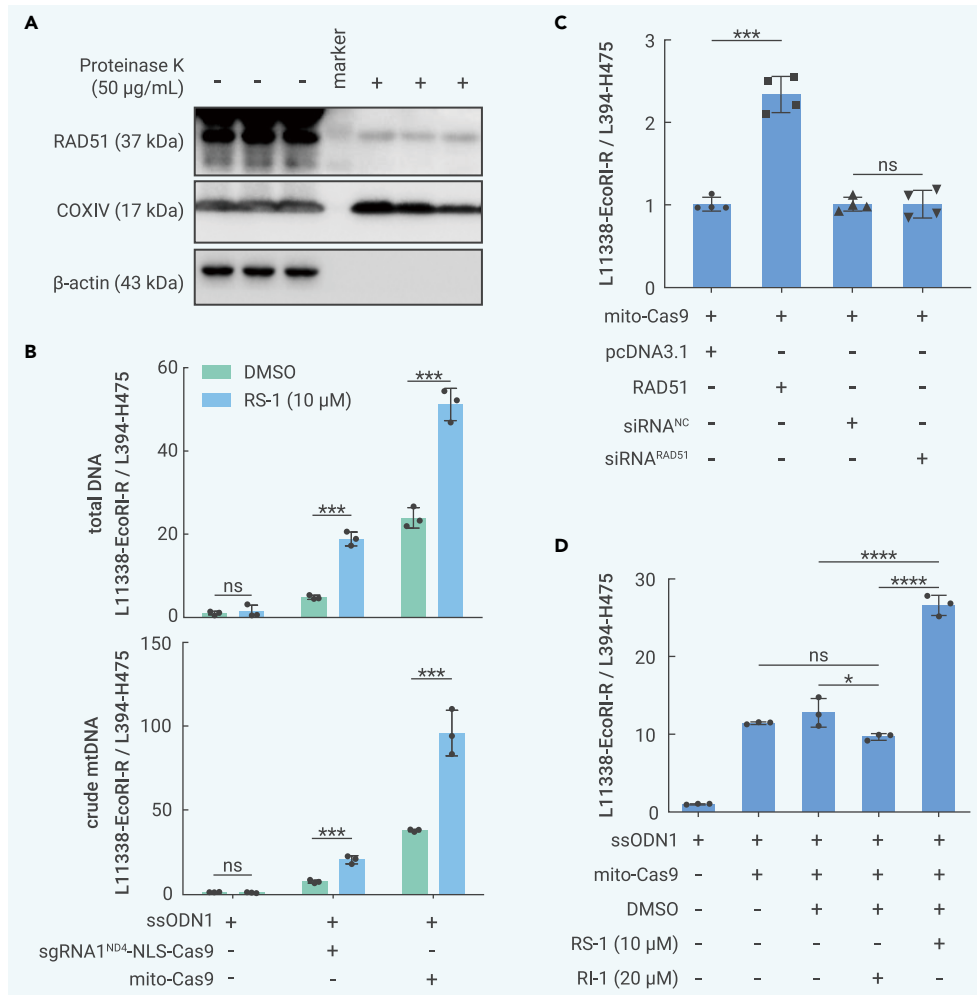 A
Proteinase K
(50 µg/mL)
- - - marker + + +
RAD51 (37 kDa)
COXIV (17 kDa)
β-actin (43 kDa)
B
DMSO
RS-1 (10 µM)
total DNA
L11338-EcoRI-R / L394-H475
60
40
20
0
ns
***
***
crude mtDNA
L11338-EcoRI-R / L394-H475
150
100
50
0
ns
***
***
ssODN1 + + +
sgRNA1ND4-NLS-Cas9 - + -
mito-Cas9 - - +
C
L11338-EcoRI-R / L394-H475
3
2
1
0
***
ns
mito-Cas9 + + + +
pcDNA3.1 + - - -
RAD51 - + - -
siRNANC - - + -
siRNARAD51 - - - +
D
L11338-EcoRI-R / L394-H475
30
20
10
0
****
****
ns
*
ssODN1 + + + + +
mito-Cas9 - + + + +
DMSO - - + + +
RS-1 (10 µM) - - - - +
RI-1 (20 µM) - - - + -